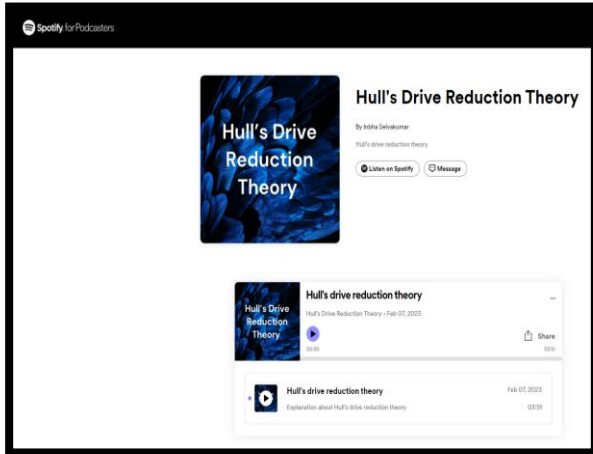 Spotify for Podcasters
Hull's Drive
Reduction
Theory
Hull's Drive Reduction Theory
By Inbha Selvakumar
Hull's drive reduction theory
Listen on Spotify
Message
Hull's Drive
Reduction
Theory
Hull's drive reduction theory
Hull's Drive Reduction Theory • Feb 07, 2023
Share
00:00
Hull's drive reduction theory
Feb 07, 2023
Explanation about Hull's drive reduction theory
03:51